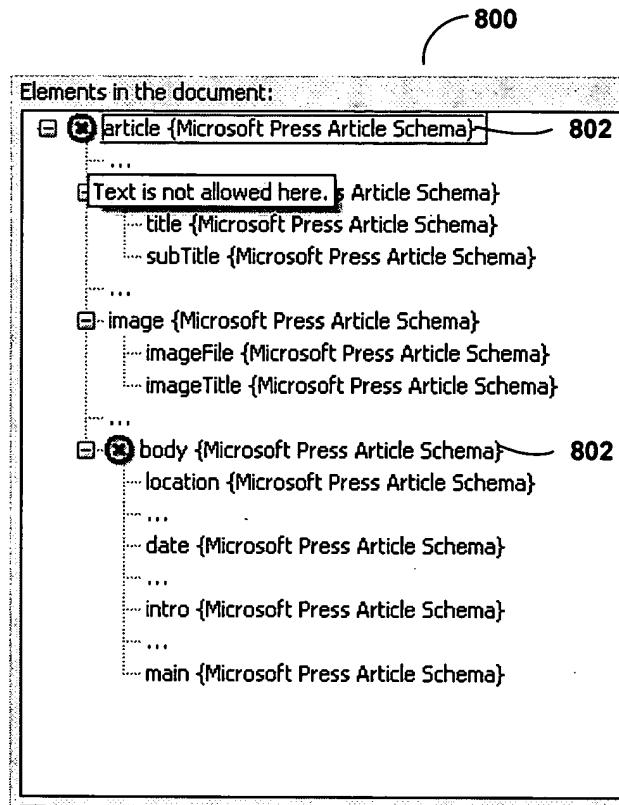 800
Elements in the document:
article {Microsoft Press Article Schema} 802
...
Text is not allowed here. s Article Schema}
title {Microsoft Press Article Schema}
subTitle {Microsoft Press Article Schema}
...
image {Microsoft Press Article Schema}
imageFile {Microsoft Press Article Schema}
imageTitle {Microsoft Press Article Schema}
...
body {Microsoft Press Article Schema} 802
location {Microsoft Press Article Schema}
...
date {Microsoft Press Article Schema}
...
intro {Microsoft Press Article Schema}
...
main {Microsoft Press Article Schema}